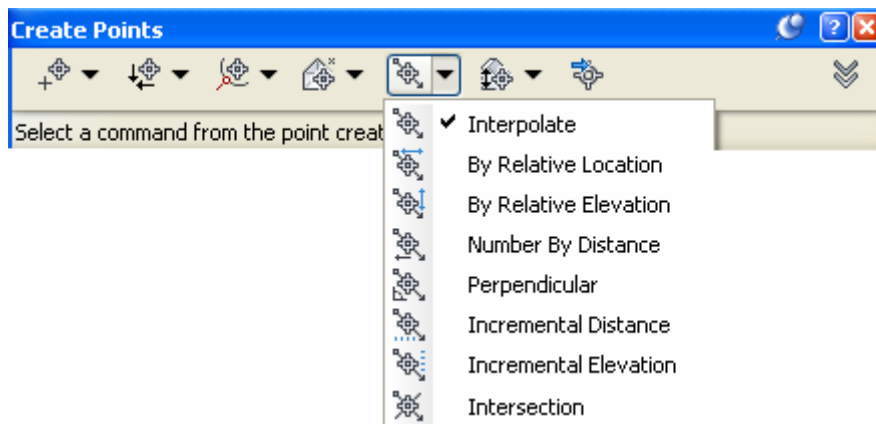 Create Points
Select a command from the point creat
Interpolate
By Relative Location
By Relative Elevation
Number By Distance
Perpendicular
Incremental Distance
Incremental Elevation
Intersection